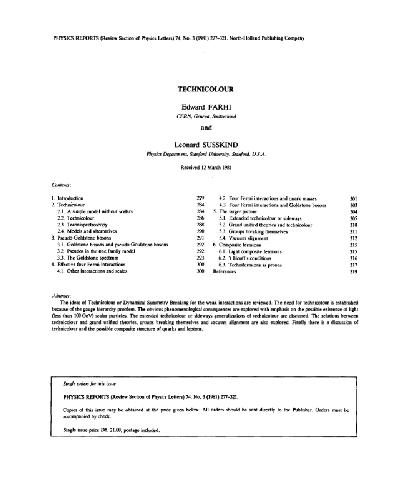 PHYSICS REPORTS (Review Section of Physics Letters) 74, No. 3 (1981) 277-321. North-Holland Publishing Company
TECHNICOLOUR
Edward FARHI
CERN, Geneva, Switzerland
and
Leonard SUSSKIND
Physics Department, Stanford University, Stanford, U.S.A.
Received 12 March 1981
Contents:
1. Introduction 279
2. Technicolour 284
2.1. A simple model without scalars
2.2. Technicolour 286
2.3. 288
2.4. Models and alternatives 290
3. Pseudo Goldstone bosons 291
3.1. Goldstone bosons and pseudo-Goldstone bosons 292
3.2. Pseudos in the one family model 292
3.3. The Goldstone spectrum
4. Effective four Fermi interactions 300
4.1. Other interactions and scales 300
4.2. Four Fermi interactions and quark masses 301
4.3. Four Fermi interactions and Goldstone bosons 303
5. The larger picture 304
5.1. Extended technicolour or sideways 305
5.2. Grand unified theories and technicolour 310
5.3. Groups breaking themselves 311
5.4. Vacuum alignment 312
6. Composite fermions 313
6.1. Light composite fermions 315
6.2. 't Hooft's conditions 316
6.3. Technifermions as preons 317
References 319
Abstract:
The ideas of Technicolour or Dynamical Symmetry Breaking for the weak interactions are reviewed. The need for technicolour is established
because of the gauge hierarchy problem. The obvious phenomenological consequences are explored with emphasis on the possible existence of light
(less than 100 GeV) scalar particles. The extended technicolour or sideways generalizations of technicolour are discussed. The relations between
technicolour and grand unified theories, groups breaking themselves and vacuum alignment are also explored. Finally there is a discussion of
technicolour and the possible composite structure of quarks and leptons.
Single orders for this issue
PHYSICS REPORTS (Review Section of Physics Letters) 74, No. 3 (1981) 277-321.
Copies of this issue may be obtained at the price given below. All orders should be sent directly to the Publisher. Orders must be
accompanied by check.
Single issue price Dfl. 21.00, postage included.